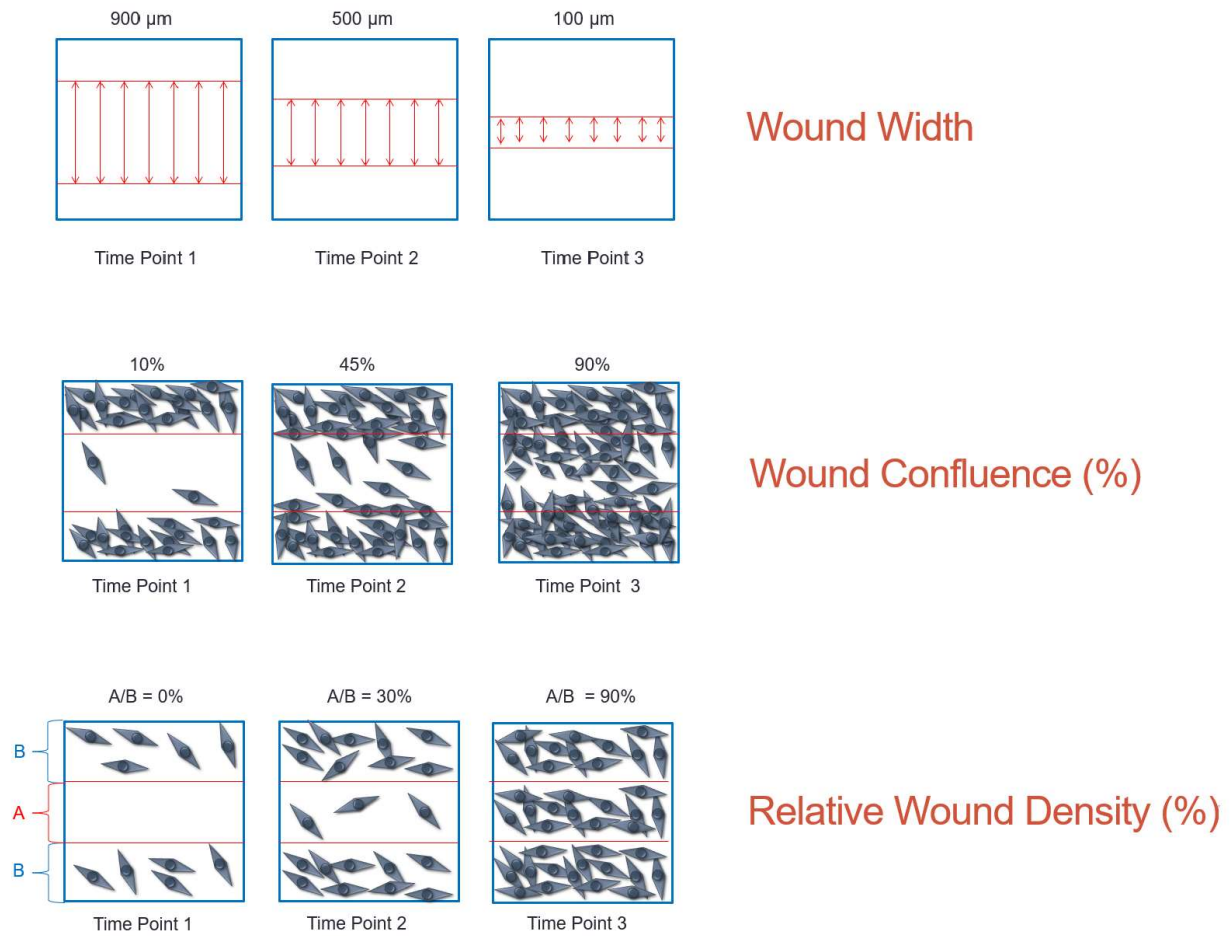 900 µm
500 µm
100 µm
Wound Width
Time Point 1
Time Point 2
Time Point 3
10%
45%
90%
Wound Confluence (%)
Time Point 1
Time Point 2
Time Point 3
A/B = 0%
A/B = 30%
A/B = 90%
B
A
B
Relative Wound Density (%)
Time Point 1
Time Point 2
Time Point 3